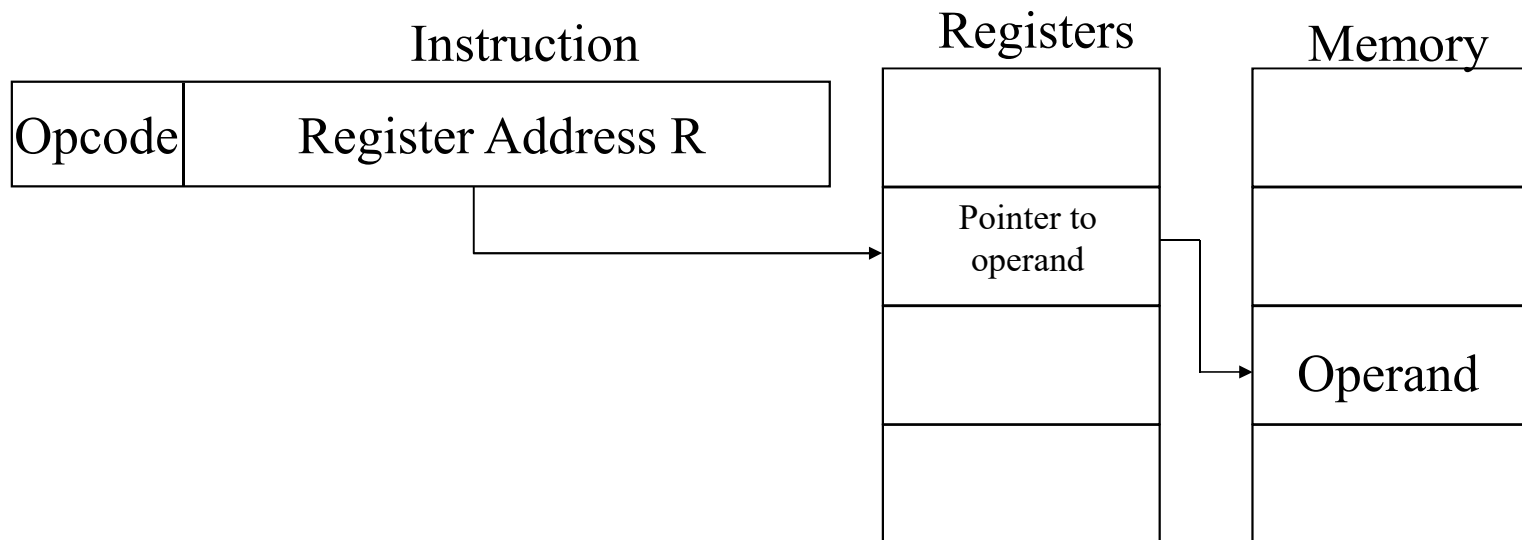 Instruction
Registers
Memory
Opcode
Register Address R
Pointer to
operand
Operand